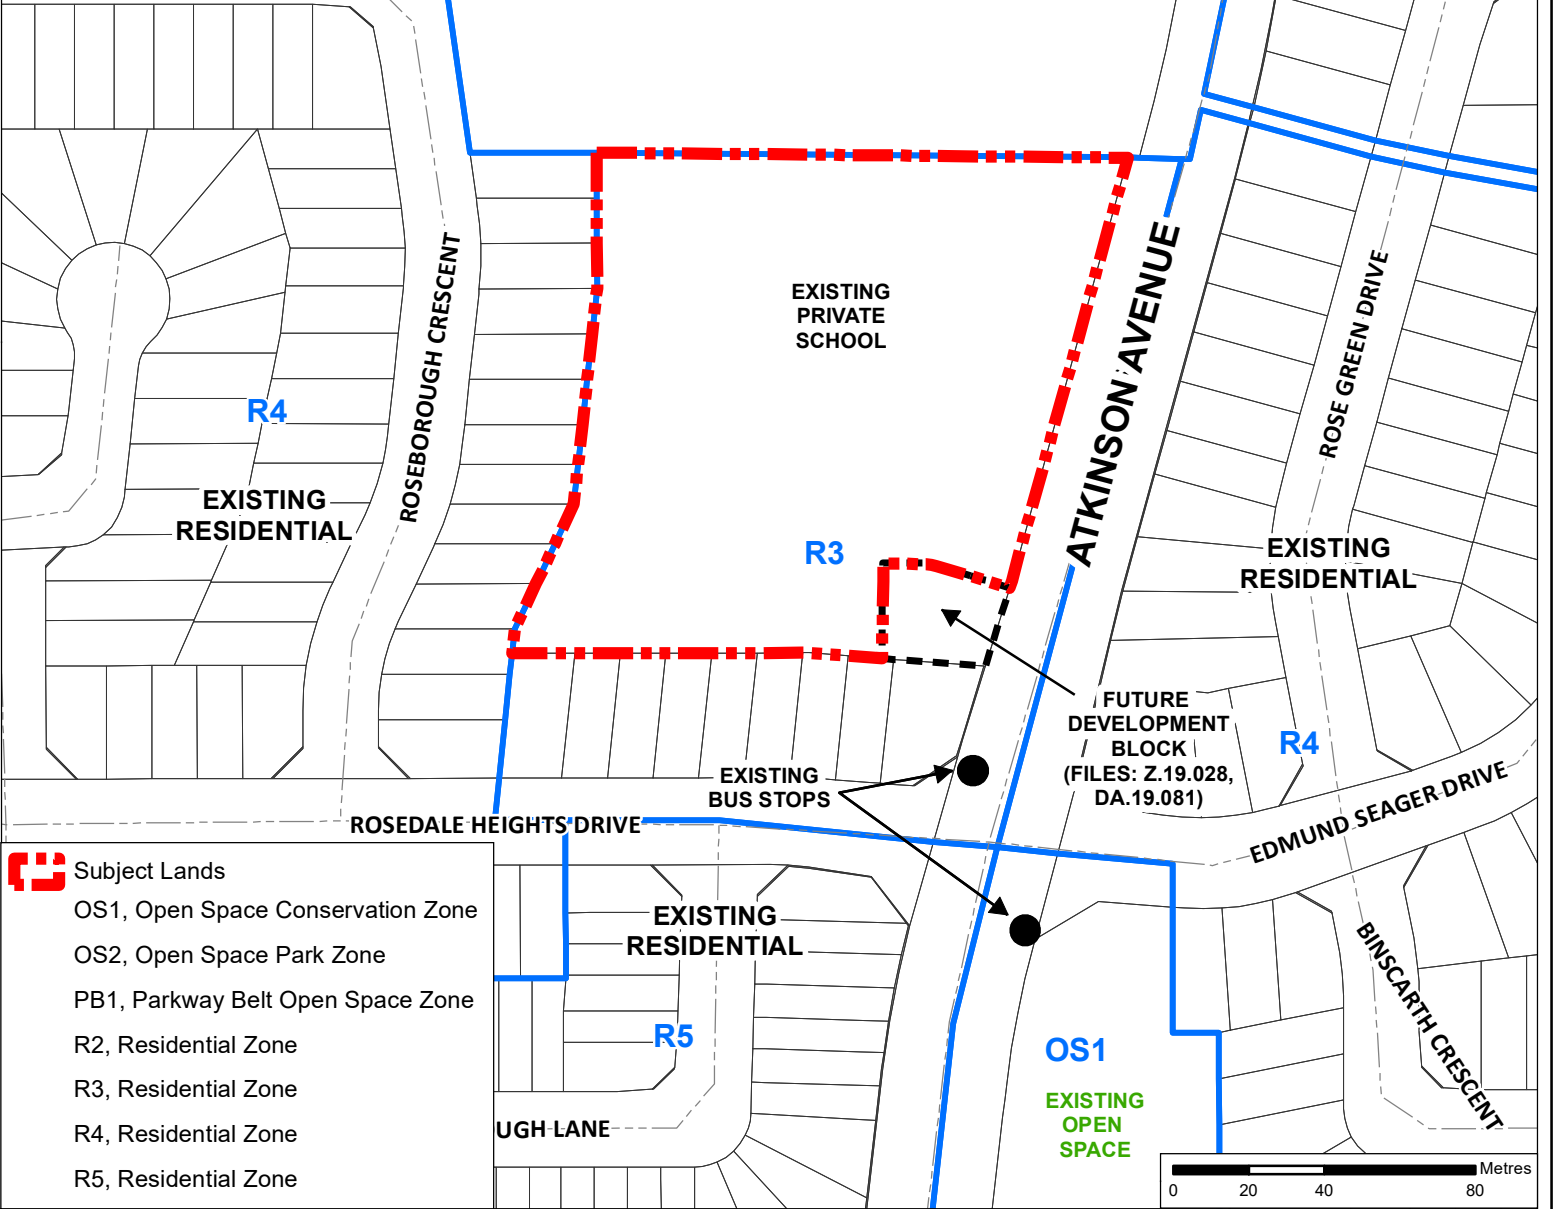 EXISTING
PRIVATE
SCHOOL
ATKINSON AVENUE
ROSEBOROUGH CRESCENT
ROSE GREEN DRIVE
R4
EXISTING
RESIDENTIAL
R3
EXISTING
RESIDENTIAL
FUTURE
DEVELOPMENT
BLOCK
(FILES: Z.19.028,
DA.19.081)
R4
EXISTING
BUS STOPS
ROSEDALE HEIGHTS DRIVE
EDMUND SEAGER DRIVE
EXISTING
RESIDENTIAL
R5
BINSCARTH CRESCENT
OS1
EXISTING
OPEN
SPACE
UGH LANE
Subject Lands
OS1, Open Space Conservation Zone
OS2, Open Space Park Zone
PB1, Parkway Belt Open Space Zone
R2, Residential Zone
R3, Residential Zone
R4, Residential Zone
R5, Residential Zone
Metres
0 20 40 80